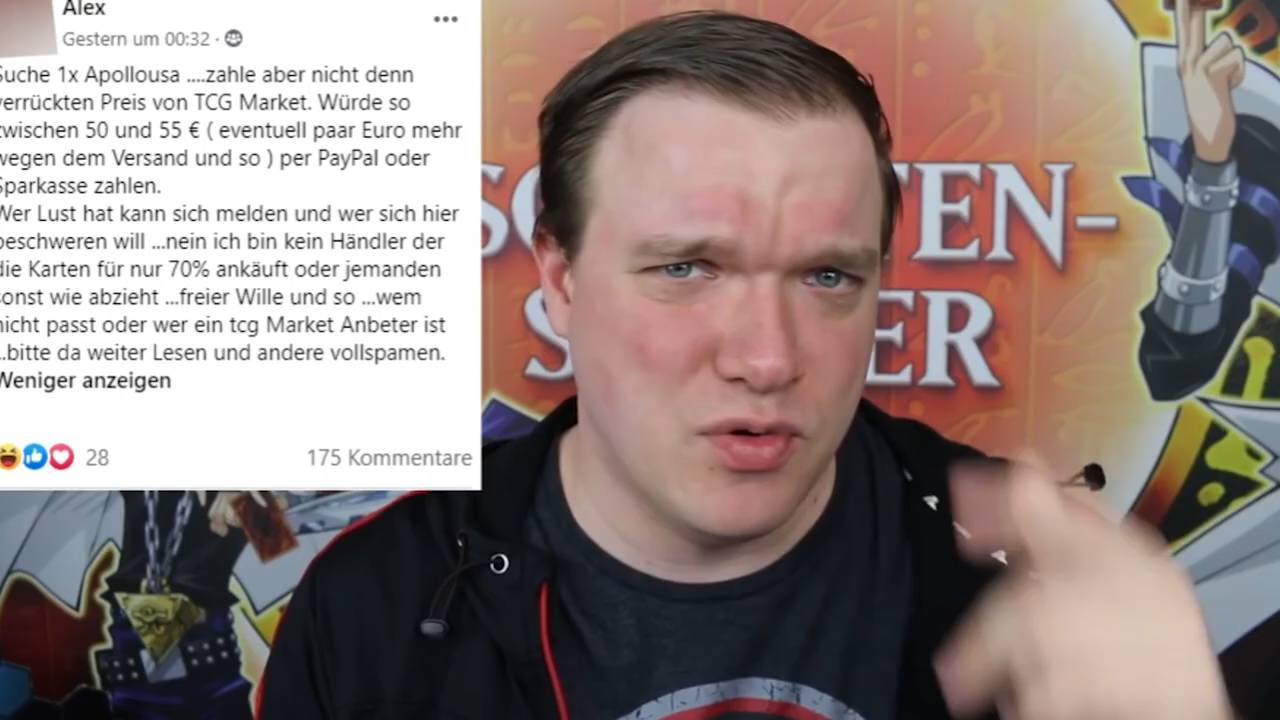 Alex
Gestern um 00:32 ·
Suche 1x Apollousa ....zahle aber nicht denn
verrückten Preis von TCG Market. Würde so
zwischen 50 und 55 € ( eventuell paar Euro mehr
wegen dem Versand und so ) per PayPal oder
Sparkasse zahlen.
Wer Lust hat kann sich melden und wer sich hier
beschweren will ...nein ich bin kein Händler der
die Karten für nur 70% ankäuft oder jemanden
sonst wie abzieht ...freier Wille und so ...wem
nicht passt oder wer ein tcg Market Anbeter ist
...bitte da weiter Lesen und andere vollspamen.
Weniger anzeigen
28
175 Kommentare